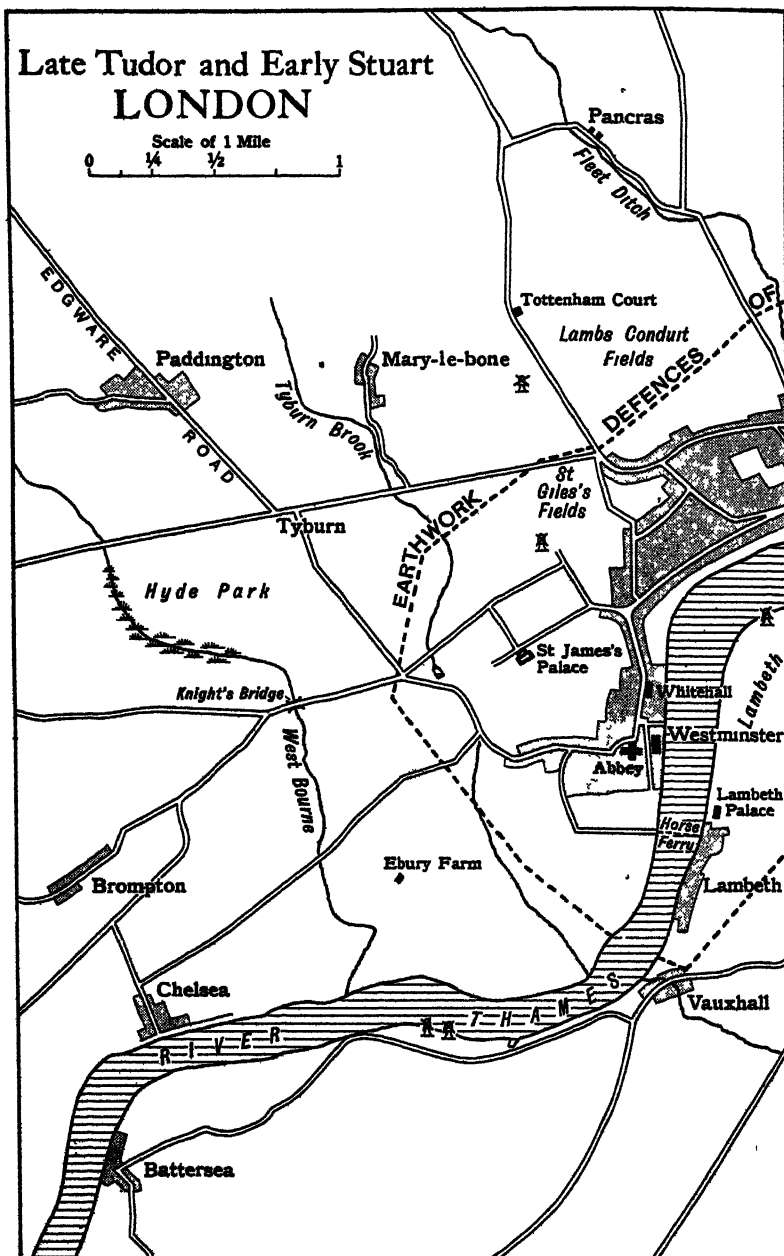 Late Tudor and Early Stuart
LONDON
Scale of 1 Mile
0 ¼ ½ 1
Pancras
Fleet Ditch
EDGWARE
ROAD
Tottenham Court
OF
Lambs Conduit
Fields
DEFENCES
Paddington
Mary-le-bone
Tyburn Brook
St
Giles's
Fields
Tyburn
EARTHWORK
Hyde Park
St James's
Palace
Lambeth
Knight's Bridge
Whitehall
West Bourne
Westminster
Abbey
Lambeth
Palace
Horse
Ferry
Ebury Farm
Brompton
Lambeth
Chelsea
Vauxhall
RIVER THAMES
Battersea